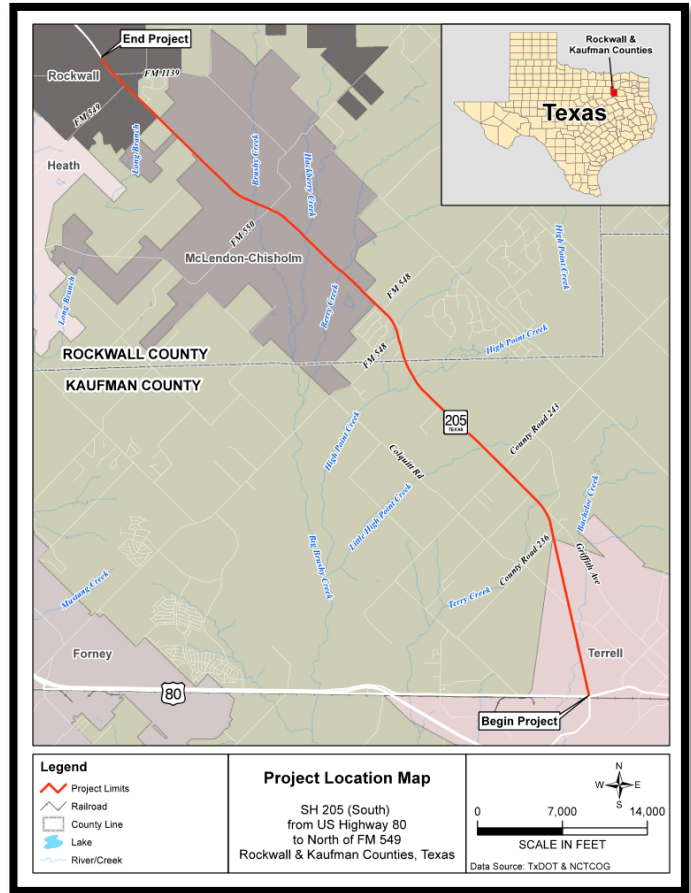 End Project
Rockwall &
Kaufman Counties
Texas
Rockwall
FM 1139
FM 549
Long Branch
Heath
Brushy Creek
Hackberry Creek
FM 550
McLendon-Chisholm
High Point Creek
Long Branch
Berry Creek
FM 548
High Point Creek
FM 548
ROCKWALL COUNTY
KAUFMAN COUNTY
205
TEXAS
County Road 243
High Point Creek
Colquitt Rd
Little High Point Creek
Bachelor Creek
Big Brushy Creek
County Road 236
Griffith Ave
Terry Creek
Mustang Creek
Forney
Terrell
80
Begin Project
Legend
Project Limits
Railroad
County Line
Lake
River/Creek
Project Location Map
SH 205 (South)
from US Highway 80
to North of FM 549
Rockwall & Kaufman Counties, Texas
N
W E
S
0 7,000 14,000
SCALE IN FEET
Data Source: TxDOT & NCTCOG